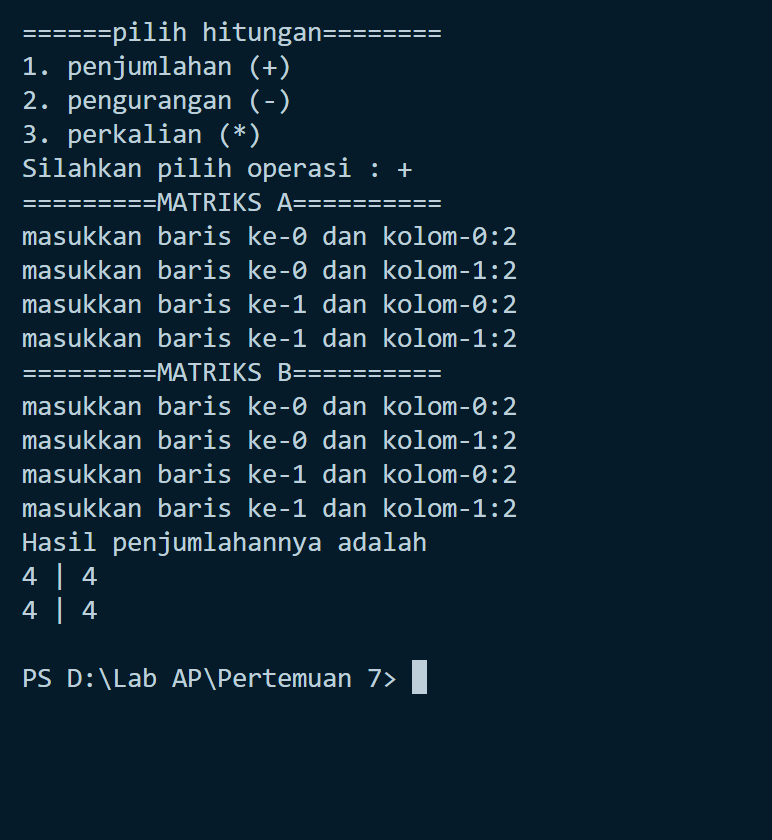 ======pilih hitungan========
1. penjumlahan (+)
2. pengurangan (-)
3. perkalian (*)
Silahkan pilih operasi : +
=========MATRIKS A==========
masukkan baris ke-0 dan kolom-0:2
masukkan baris ke-0 dan kolom-1:2
masukkan baris ke-1 dan kolom-0:2
masukkan baris ke-1 dan kolom-1:2
=========MATRIKS B==========
masukkan baris ke-0 dan kolom-0:2
masukkan baris ke-0 dan kolom-1:2
masukkan baris ke-1 dan kolom-0:2
masukkan baris ke-1 dan kolom-1:2
Hasil penjumlahannya adalah
4 | 4
4 | 4
PS D:\Lab AP\Pertemuan 7>